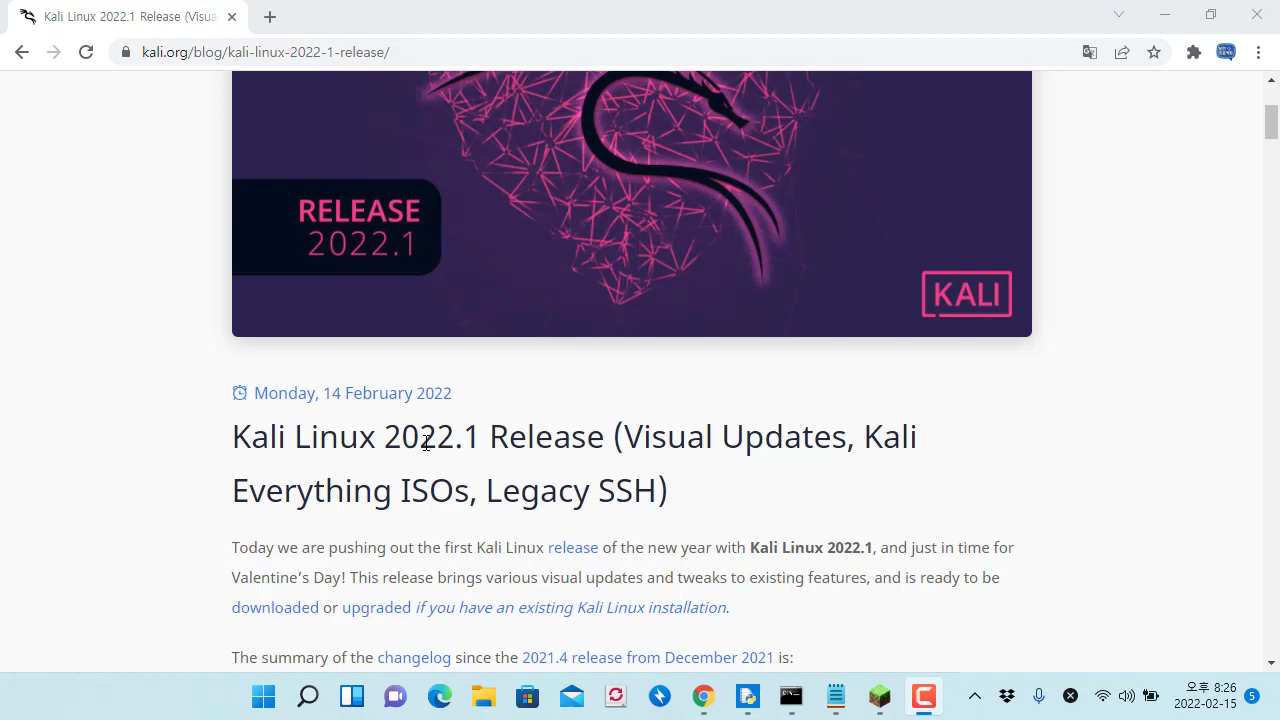 Kali Linux 2022.1 Release (Visua
kali.org/blog/kali-linux-2022-1-release/
RELEASE
2022.1
KALI
Monday, 14 February 2022
Kali Linux 2022.1 Release (Visual Updates, Kali
Everything ISOs, Legacy SSH)
Today we are pushing out the first Kali Linux release of the new year with Kali Linux 2022.1, and just in time for
Valentine's Day! This release brings various visual updates and tweaks to existing features, and is ready to be
downloaded or upgraded if you have an existing Kali Linux installation.
The summary of the changelog since the 2021.4 release from December 2021 is:
오후 8:26
2022-02-15
5